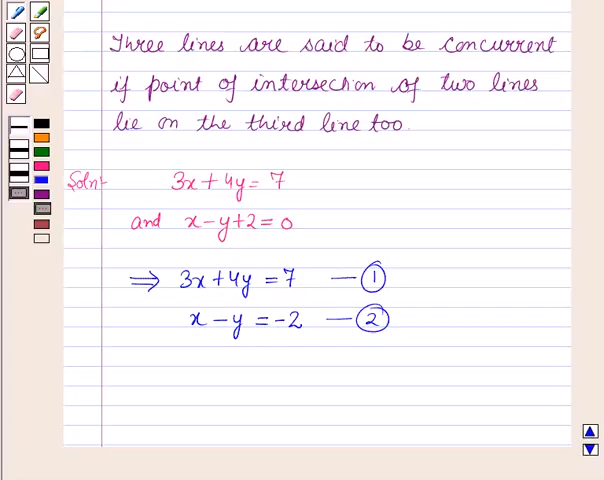 Three lines are said to be concurrent
if point of intersection of two lines
lie on the third line too.
Soln:- 3x + 4y = 7
and x - y + 2 = 0
⇒ 3x + 4y = 7 — ①
x - y = -2 — ②